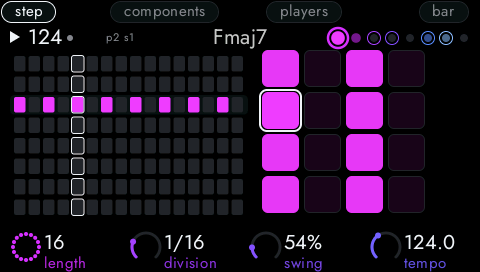 step components players bar
124 p2 s1 Fmaj7
16 1/16 54% 124.0
length division swing tempo